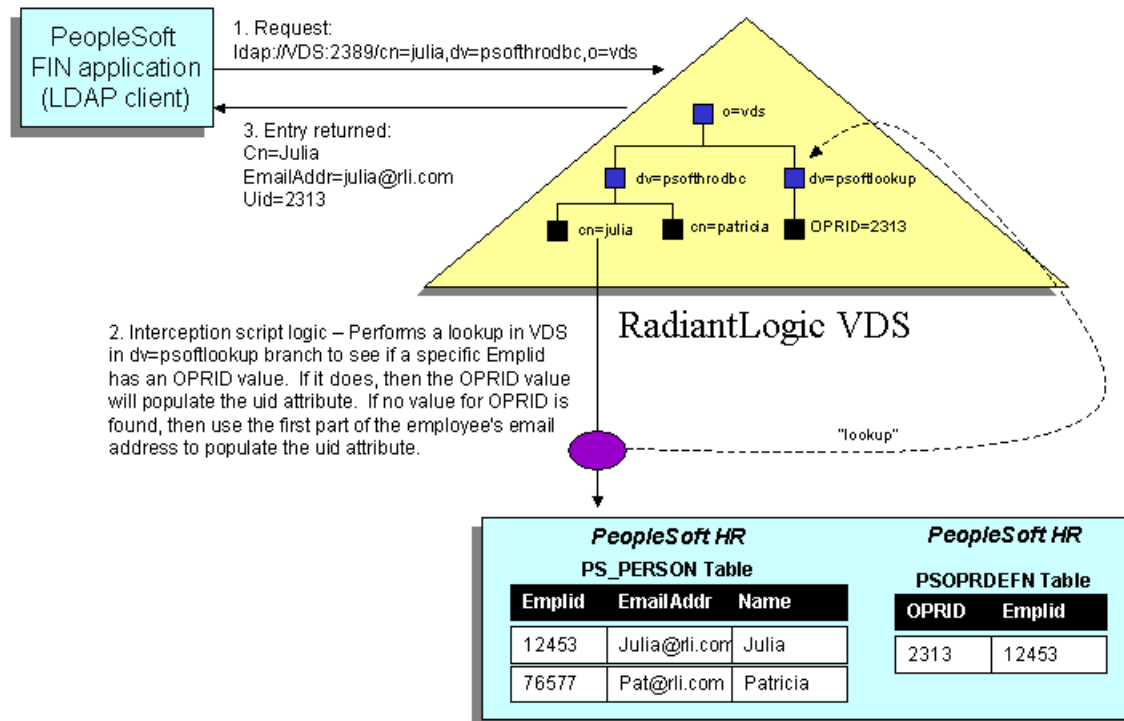 PeopleSoft
FIN application
(LDAP client)
1. Request:
ldap://VDS:2389/cn=julia,dv=psofthrodbc,o=vds
3. Entry returned:
Cn=Julia
EmailAddr=julia@rli.com
Uid=2313
o=vds
dv=psofthrodbc
dv=psoftlookup
cn=julia
cn=patricia
OPRID=2313
RadiantLogic VDS
2. Interception script logic – Performs a lookup in VDS
in dv=psoftlookup branch to see if a specific Emplid
has an OPRID value. If it does, then the OPRID value
will populate the uid attribute. If no value for OPRID is
found, then use the first part of the employee's email
address to populate the uid attribute.
"lookup"
PeopleSoft HR
PS_PERSON Table
Emplid EmailAddr Name
12453 Julia@rli.com Julia
76577 Pat@rli.com Patricia
PeopleSoft HR
PSOPRDEFN Table
OPRID Emplid
2313 12453